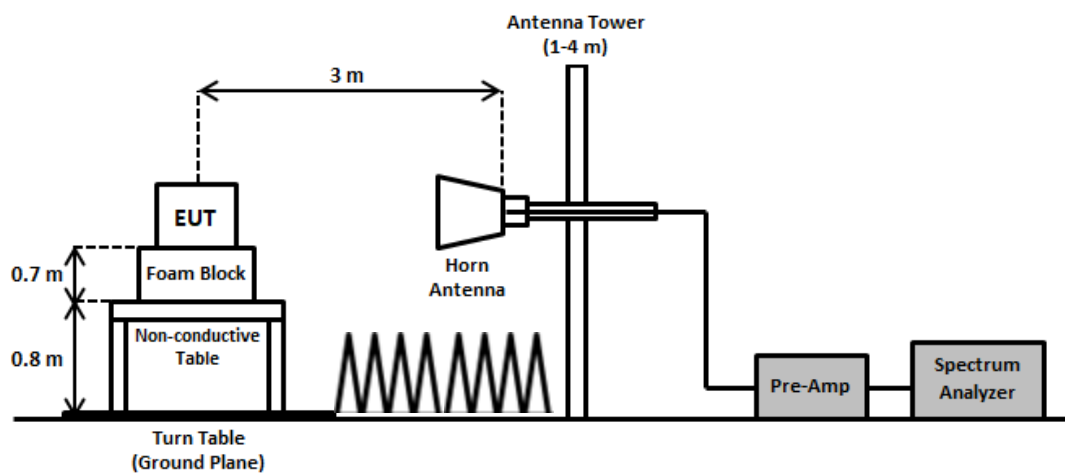 Antenna Tower
(1-4 m)
3 m
EUT
0.7 m
Foam Block
Horn
Antenna
0.8 m
Non-conductive
Table
Pre-Amp
Spectrum
Analyzer
Turn Table
(Ground Plane)